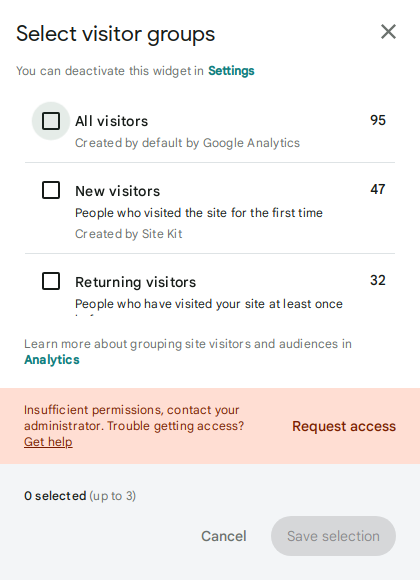 Select visitor groups
You can deactivate this widget in Settings
All visitors 95
Created by default by Google Analytics
New visitors 47
People who visited the site for the first time
Created by Site Kit
Returning visitors 32
People who have visited your site at least once
Learn more about grouping site visitors and audiences in
Analytics
Insufficient permissions, contact your
administrator. Trouble getting access?
Get help
Request access
0 selected (up to 3)
Cancel Save selection